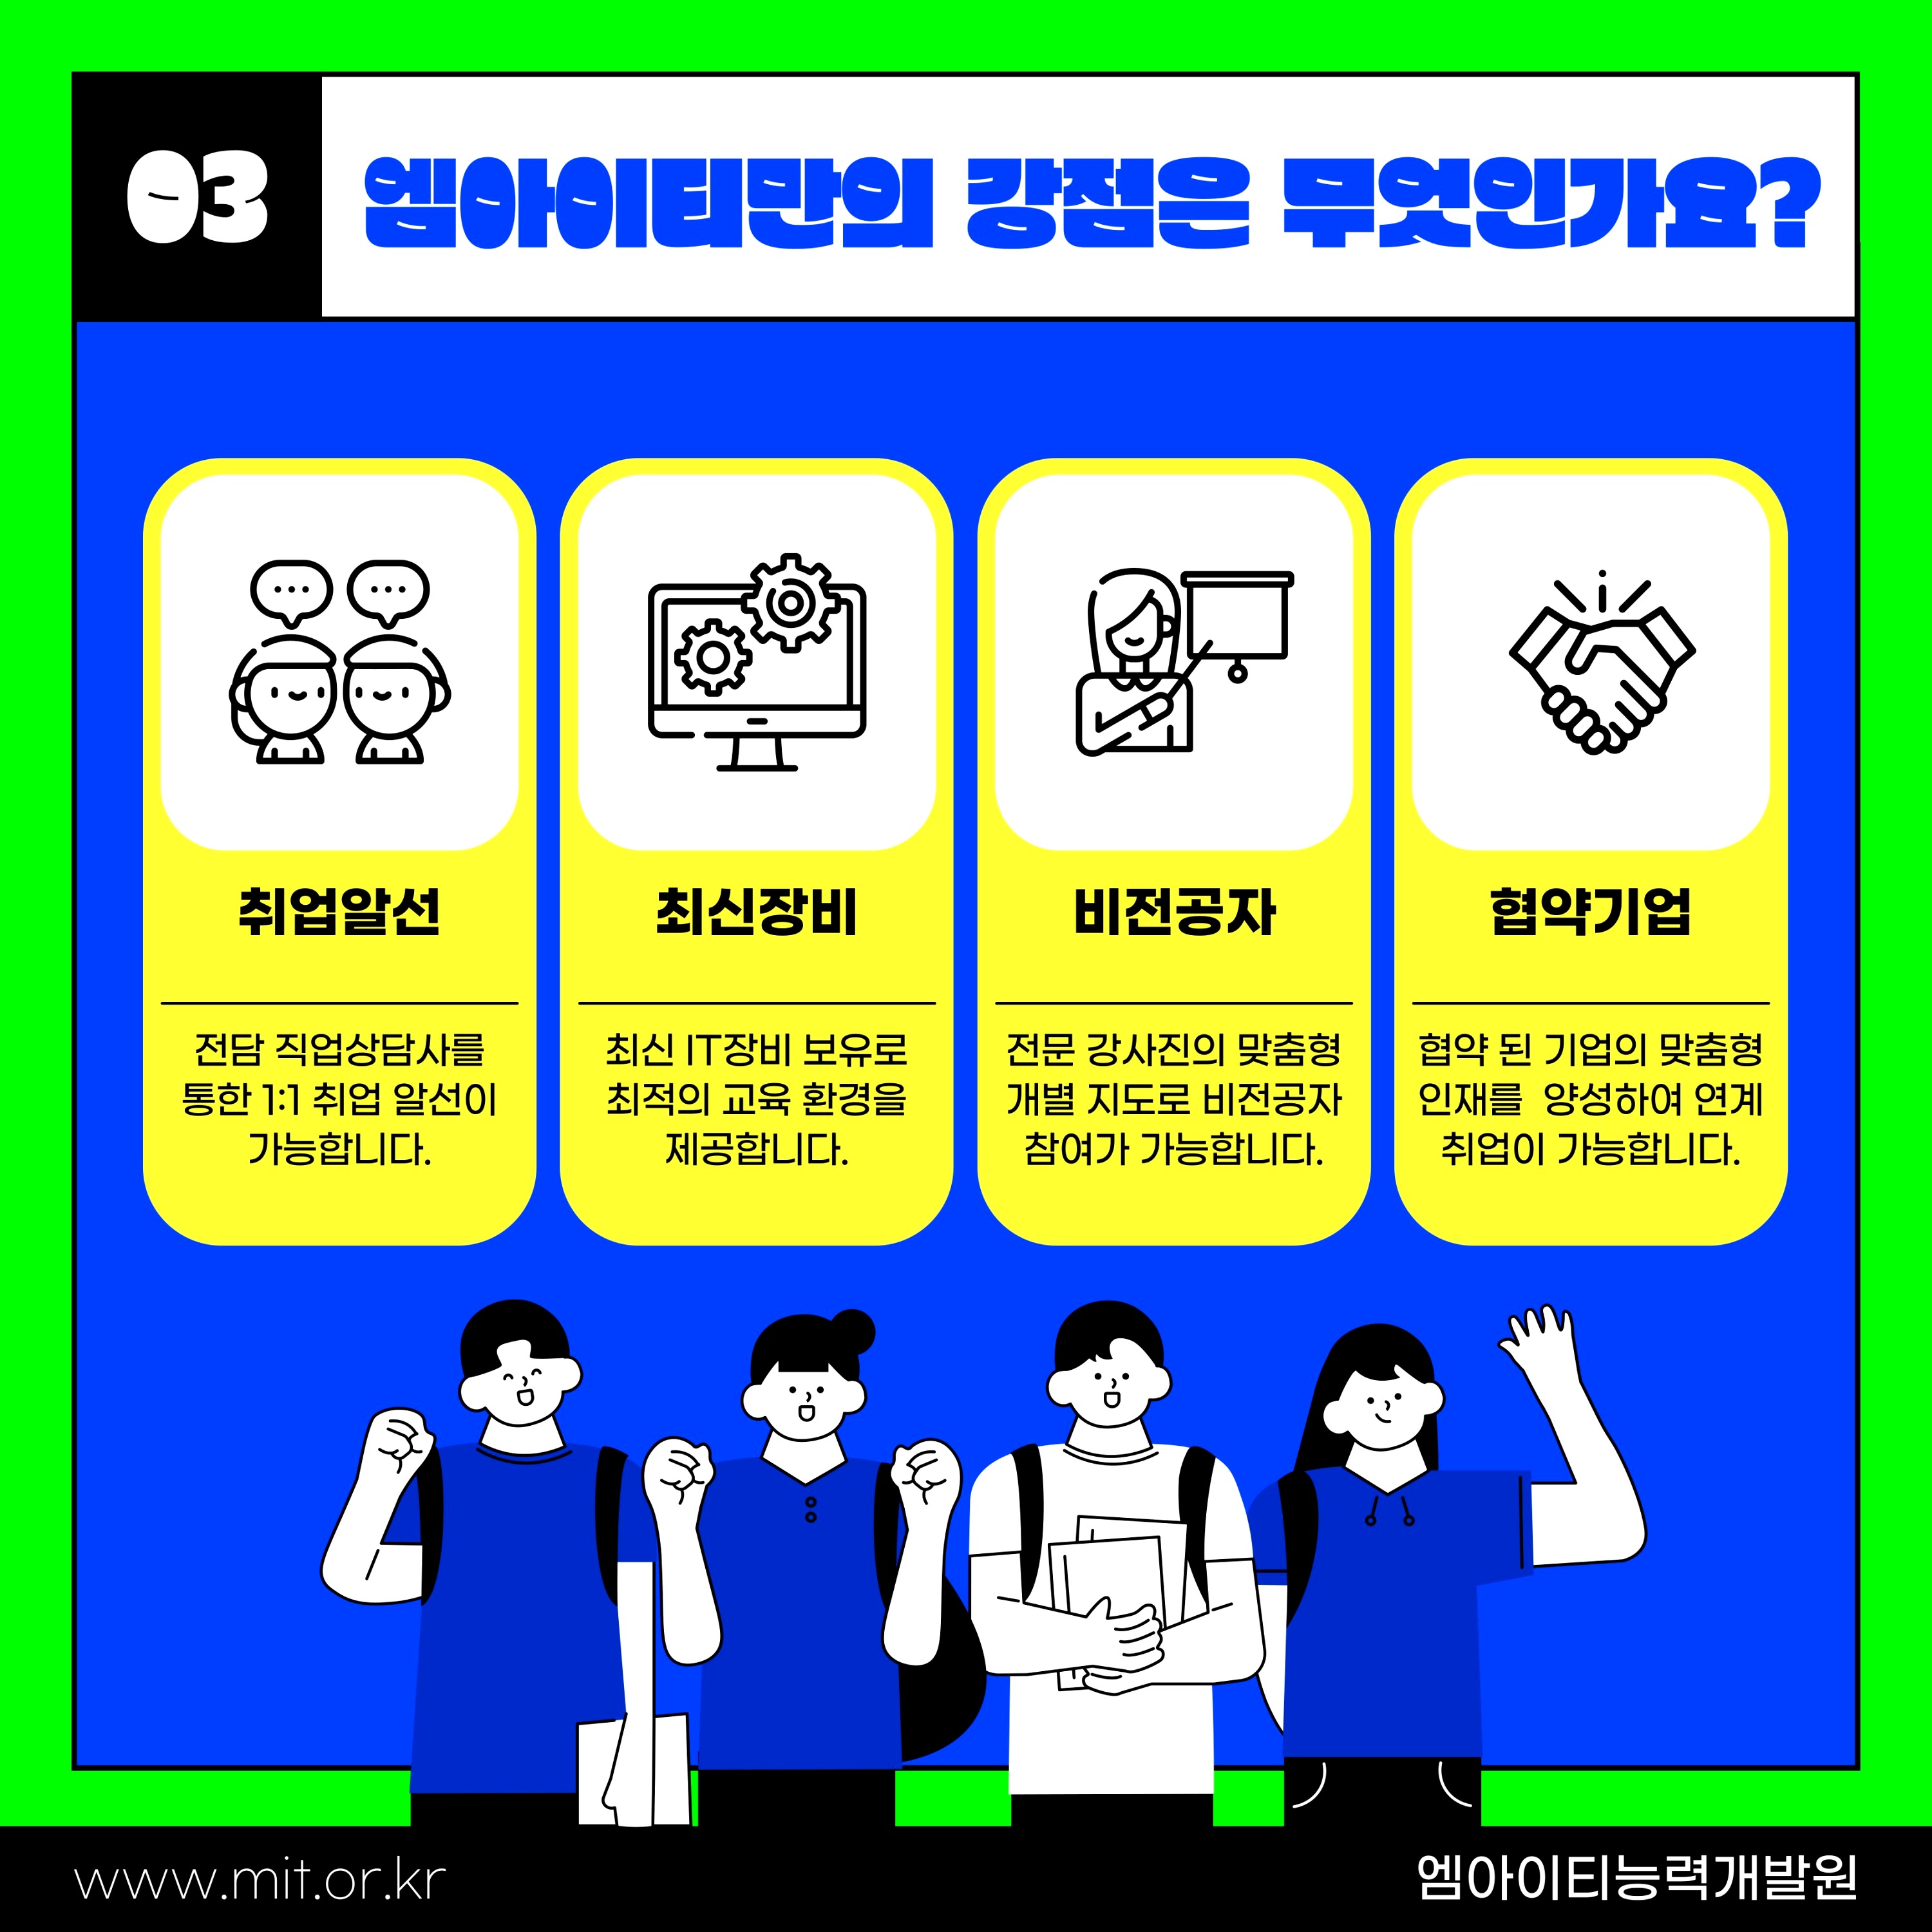 03
엠아이티만의 강점은 무엇인가요?
취업알선
전담 직업상담사를
통한 1:1 취업 알선이
가능합니다.
최신장비
최신 IT장비 보유로
최적의 교육 환경을
제공합니다.
비전공자
전문 강사진의 맞춤형
개별 지도로 비전공자
참여가 가능합니다.
협약기업
협약 된 기업의 맞춤형
인재를 양성하여 연계
취업이 가능합니다.
www.mit.or.kr
엠아이티능력개발원